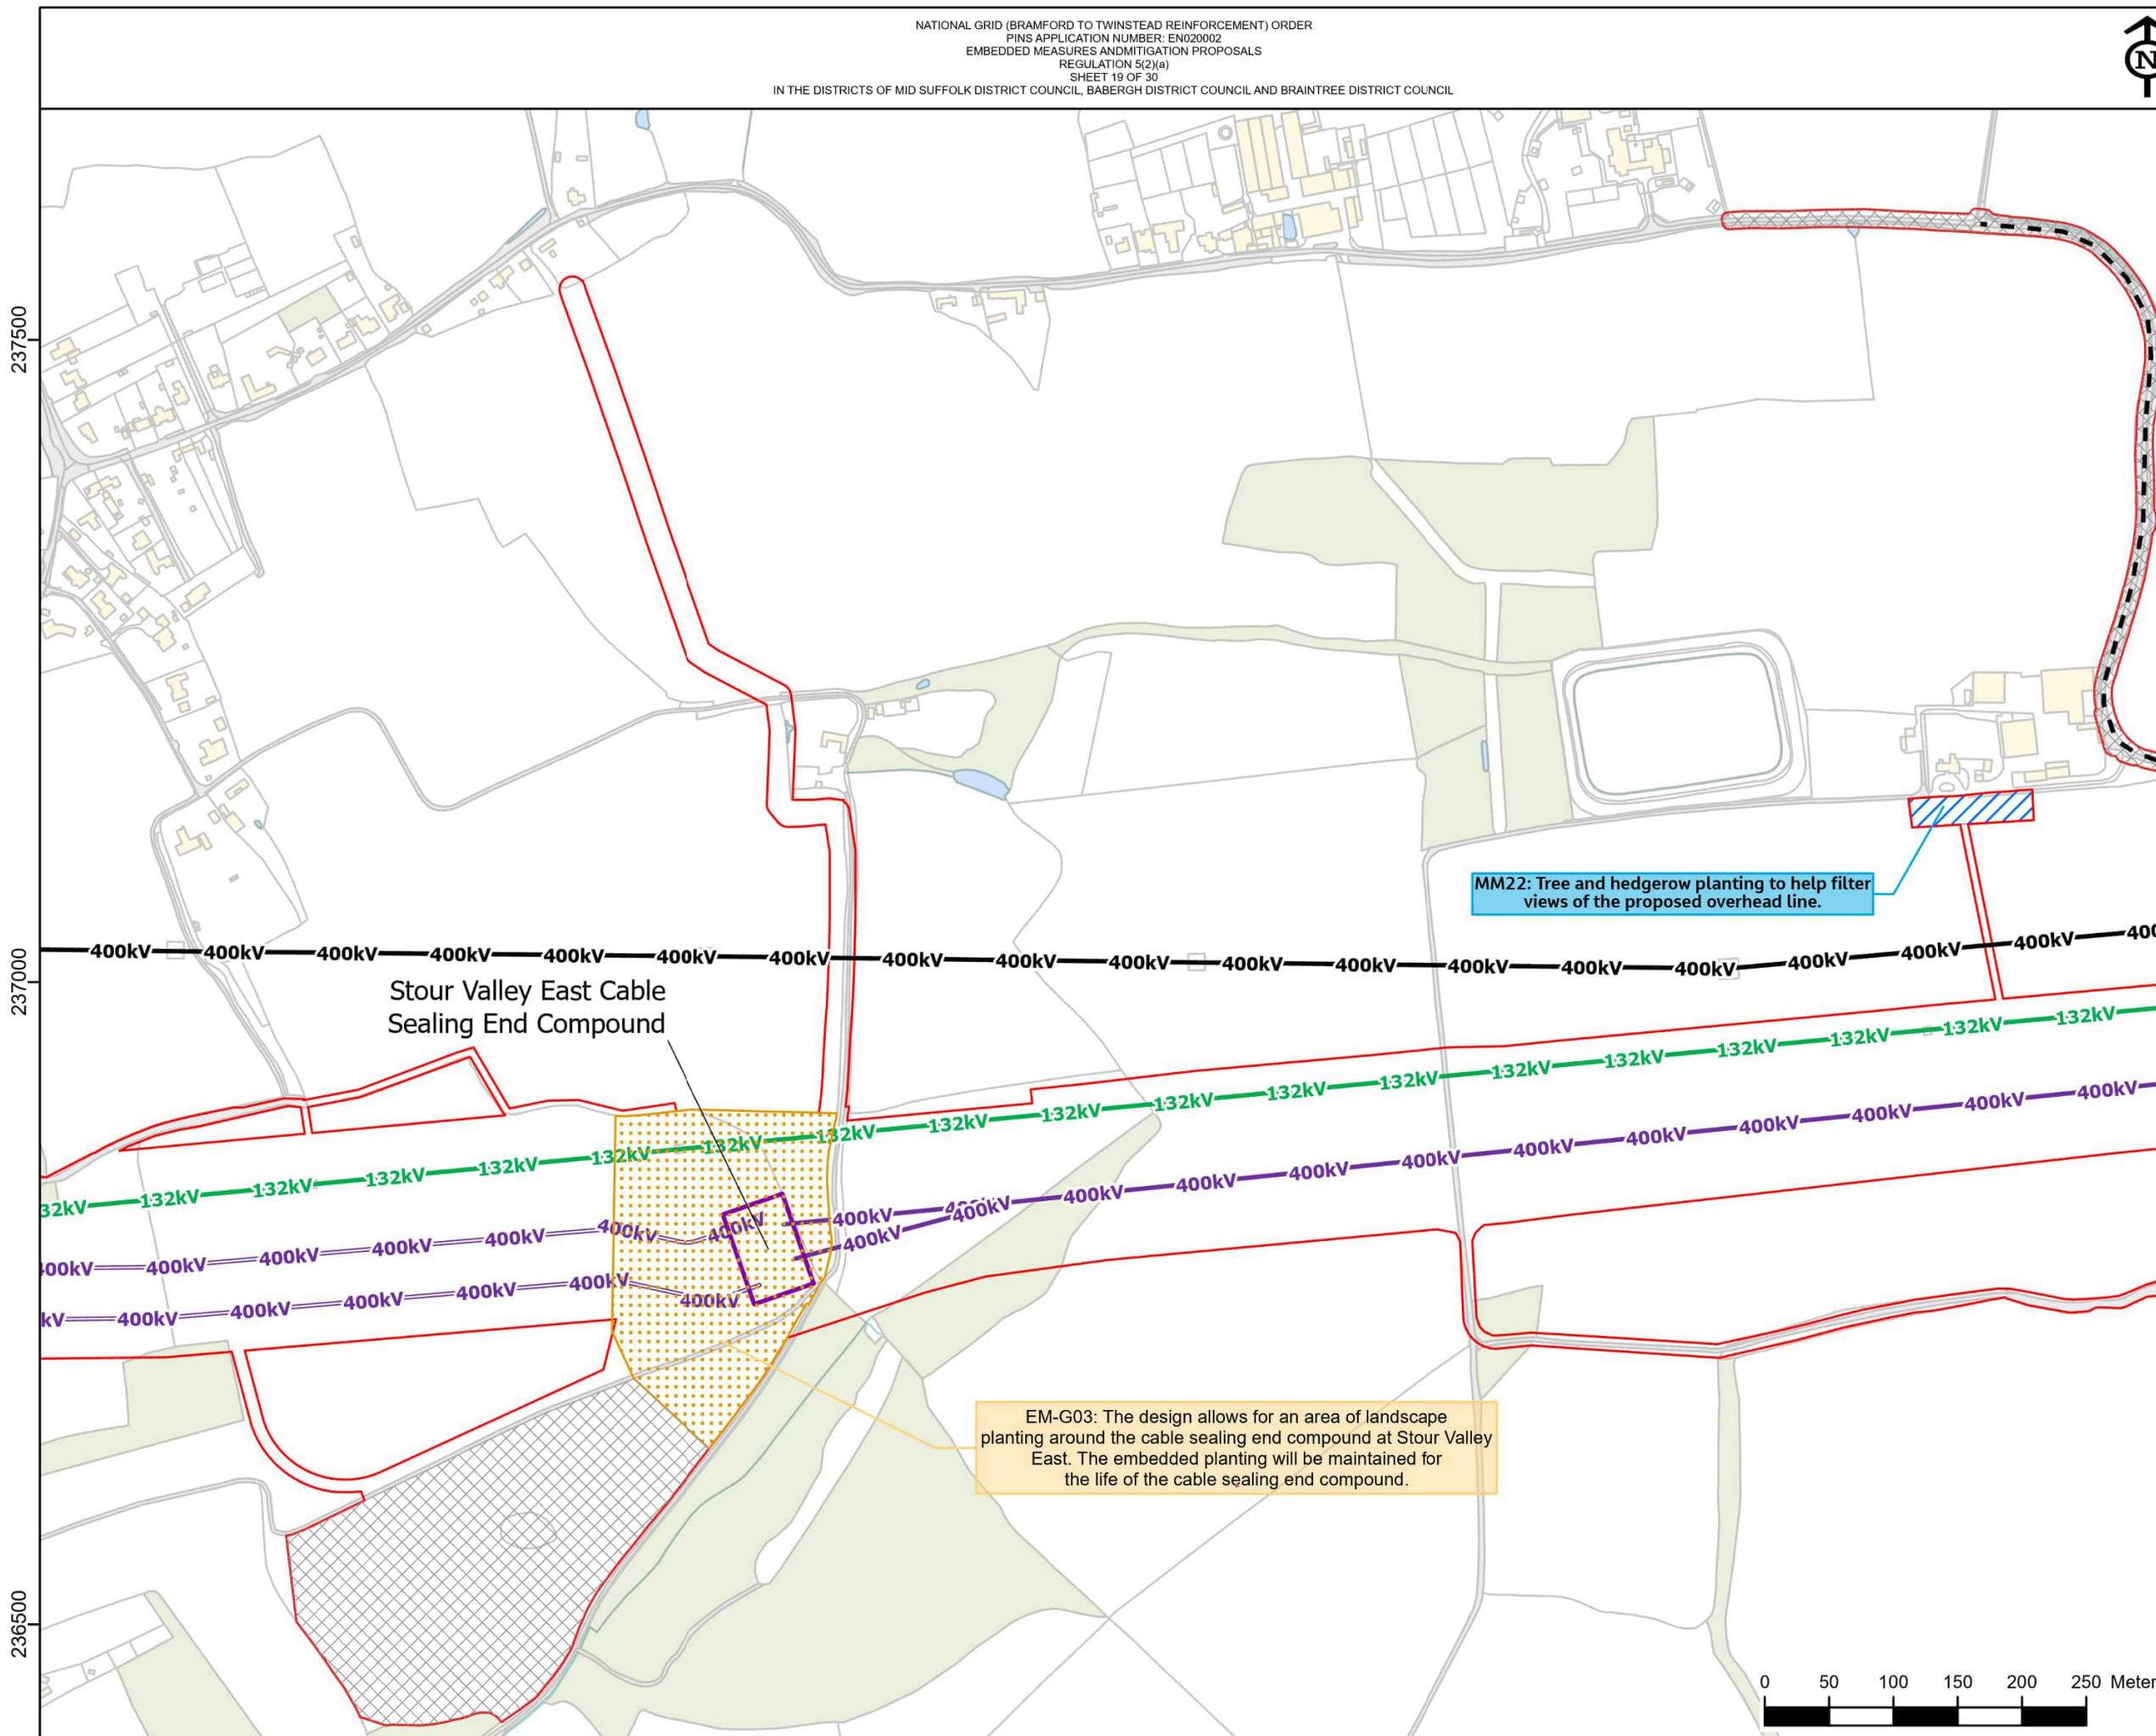 NATIONAL GRID (BRAMFORD TO TWINSTEAD REINFORCEMENT) ORDER
PINS APPLICATION NUMBER: EN020002
EMBEDDED MEASURES ANDMITIGATION PROPOSALS
REGULATION 5(2)(a)
SHEET 19 OF 30
IN THE DISTRICTS OF MID SUFFOLK DISTRICT COUNCIL, BABERGH DISTRICT COUNCIL AND BRAINTREE DISTRICT COUNCIL
N
237500
MM22: Tree and hedgerow planting to help filter
views of the proposed overhead line.
400kV 400kV 400kV 400kV 400kV 400kV 400kV 400kV 400kV 400kV 400kV 400kV 400kV 400kV 400kV 400kV 400kV 400kV 400
237000
Stour Valley East Cable
Sealing End Compound
32kV 132kV 132kV 132kV 132kV 132kV 132kV 132kV 132kV 132kV 132kV 132kV 132kV 132kV 132kV 132kV 132kV 132kV 132kV
400kV 400kV 400kV 400kV 400kV 400kV 400kV 400kV 400kV 400kV 400kV 400kV 400kV 400kV 400kV 400kV 400kV 400kV 400kV
400kV 400kV
kV 400kV 400kV 400kV 400kV 400kV 400kV
EM-G03: The design allows for an area of landscape
planting around the cable sealing end compound at Stour Valley
East. The embedded planting will be maintained for
the life of the cable sealing end compound.
236500
0 50 100 150 200 250 Meter